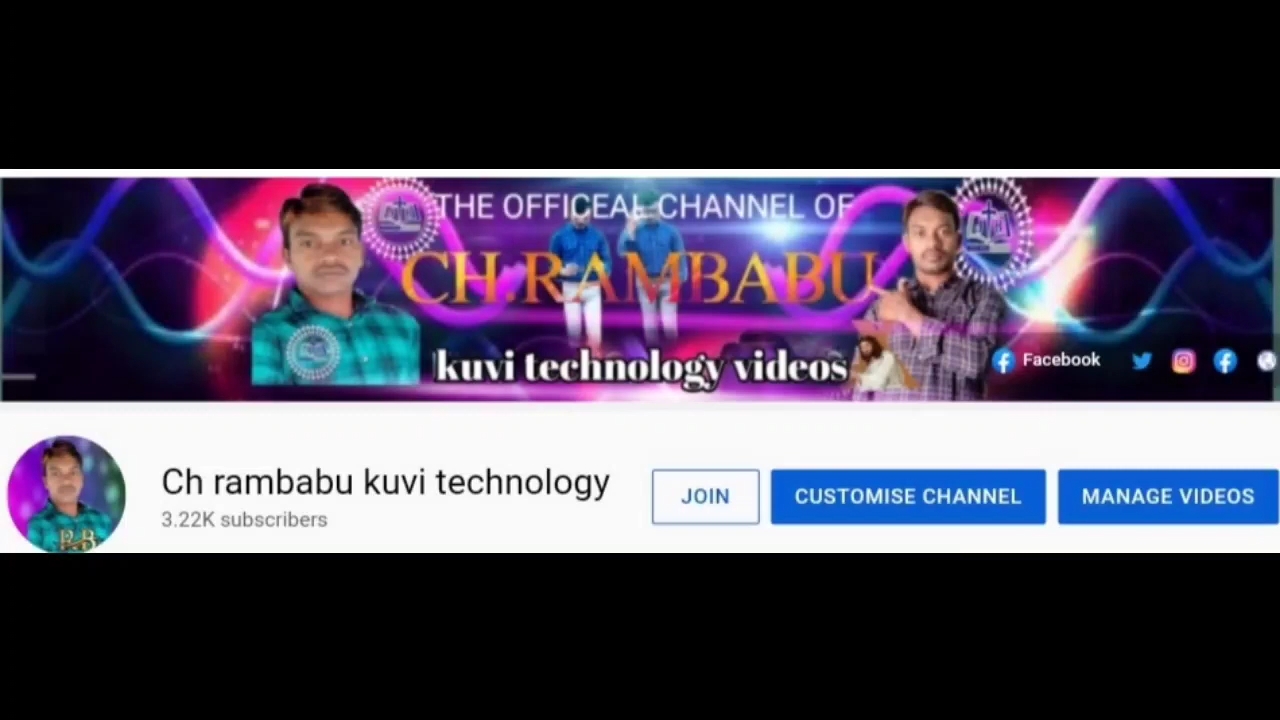 THE OFFICEAL CHANNEL OF
CH.RAMBABU
kuvi technology videos
Facebook
Ch rambabu kuvi technology
3.22K subscribers
JOIN
CUSTOMISE CHANNEL
MANAGE VIDEOS